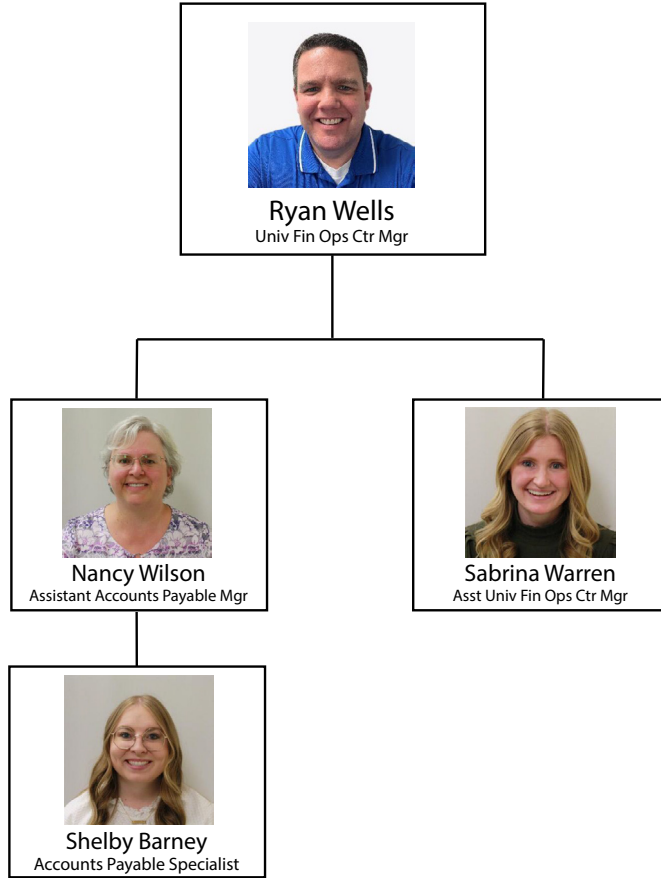 Ryan Wells
Univ Fin Ops Ctr Mgr
Nancy Wilson
Assistant Accounts Payable Mgr
Sabrina Warren
Asst Univ Fin Ops Ctr Mgr
Shelby Barney
Accounts Payable Specialist